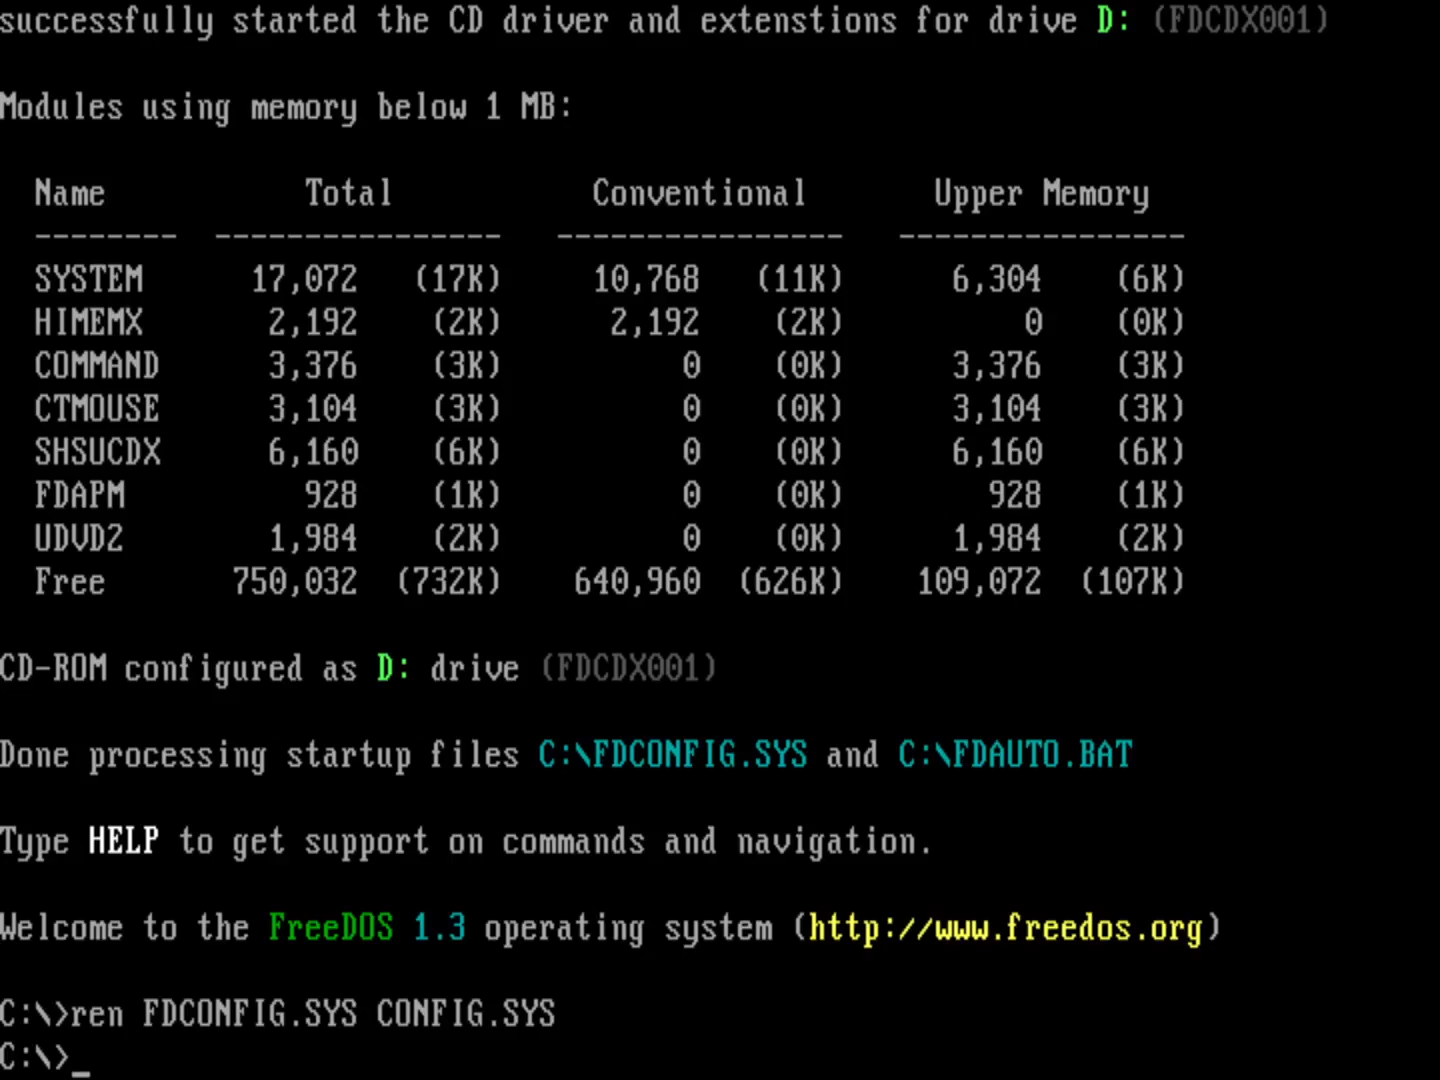 successfully started the CD driver and extenstions for drive D: (FDCDX001)
Modules using memory below 1 MB:
Name Total Conventional Upper Memory
-------- ---------------- ---------------- ----------------
SYSTEM 17,072 (17K) 10,768 (11K) 6,304 (6K)
HIMEMX 2,192 (2K) 2,192 (2K) 0 (0K)
COMMAND 3,376 (3K) 0 (0K) 3,376 (3K)
CTMOUSE 3,104 (3K) 0 (0K) 3,104 (3K)
SHSUCDX 6,160 (6K) 0 (0K) 6,160 (6K)
FDAPM 928 (1K) 0 (0K) 928 (1K)
UDVD2 1,984 (2K) 0 (0K) 1,984 (2K)
Free 750,032 (732K) 640,960 (626K) 109,072 (107K)
CD-ROM configured as D: drive (FDCDX001)
Done processing startup files C:\FDCONFIG.SYS and C:\FDAUTO.BAT
Type HELP to get support on commands and navigation.
Welcome to the FreeDOS 1.3 operating system (http://www.freedos.org)
C:\>ren FDCONFIG.SYS CONFIG.SYS
C:\>_